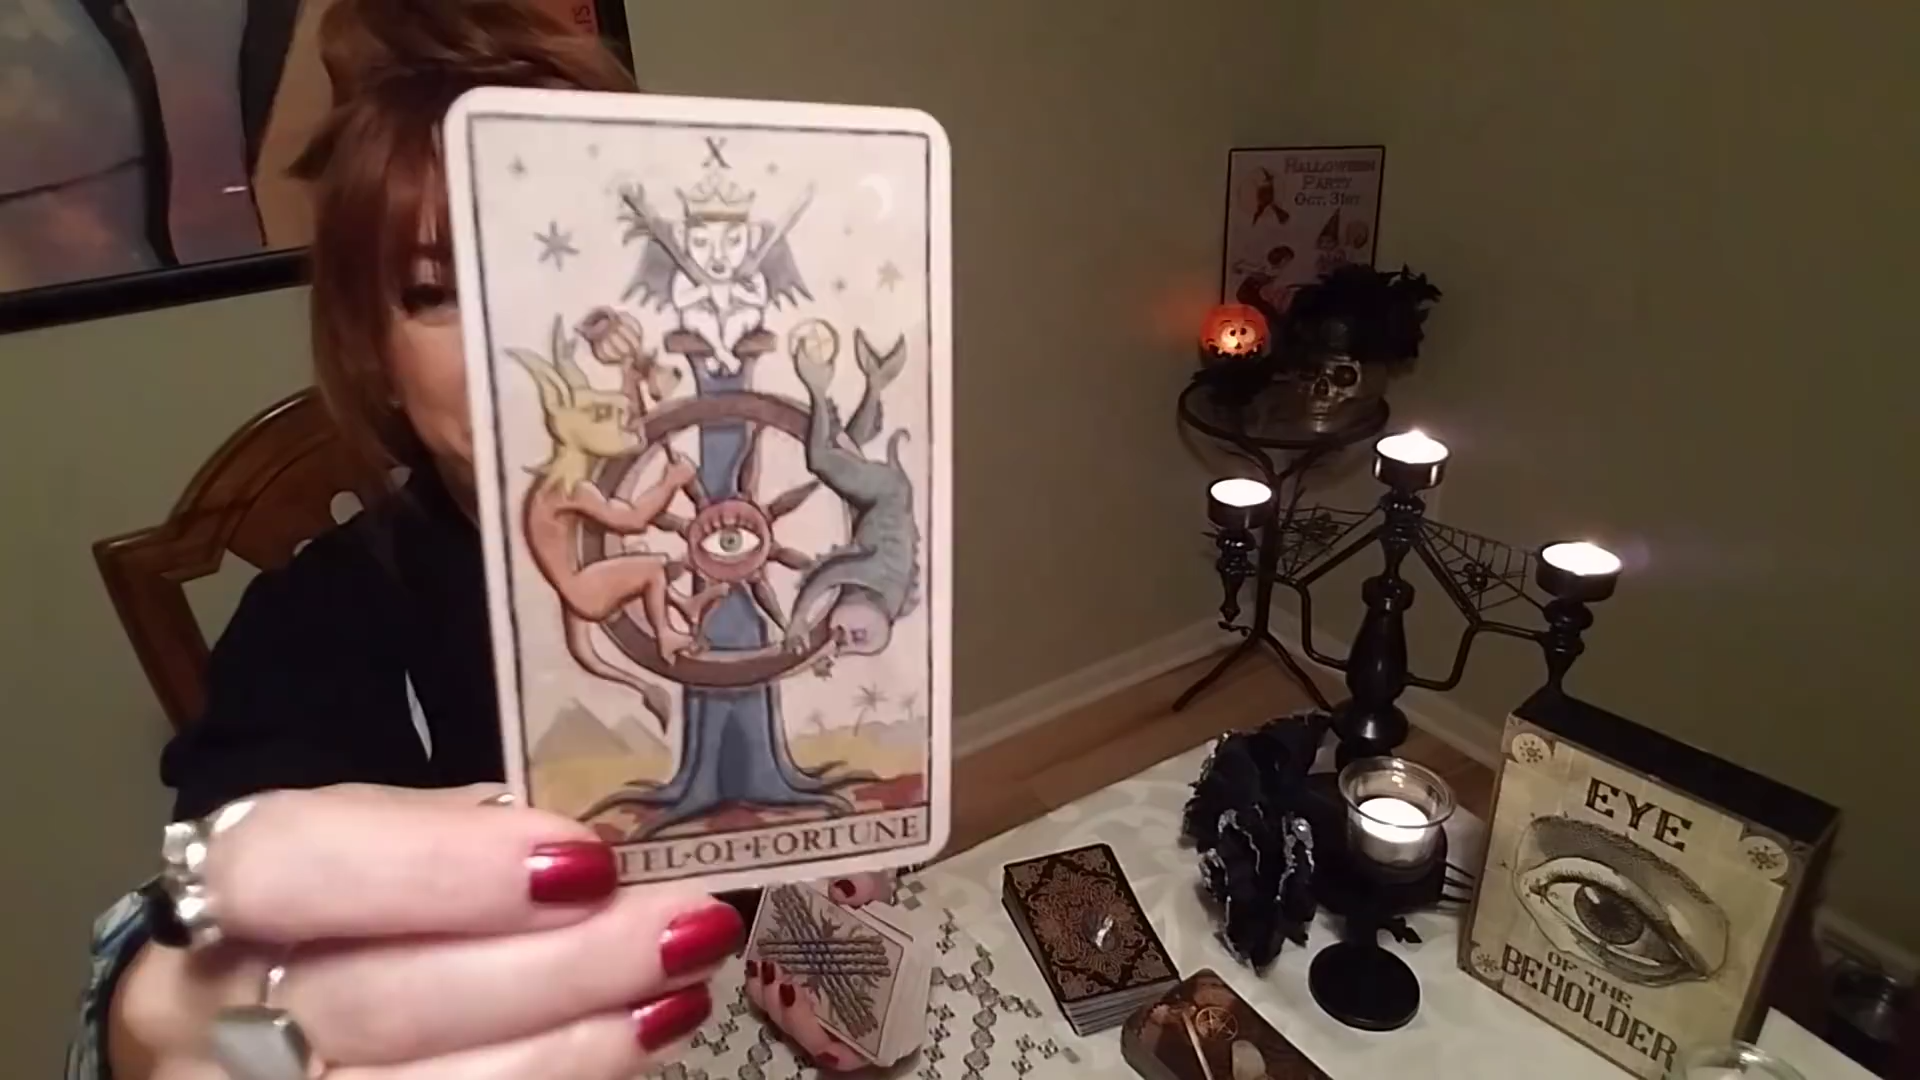 X
EEL·OF·FORTUNE
HALLOWEEN
PARTY
OCT. 31ST
EYE
OF THE
BEHOLDER